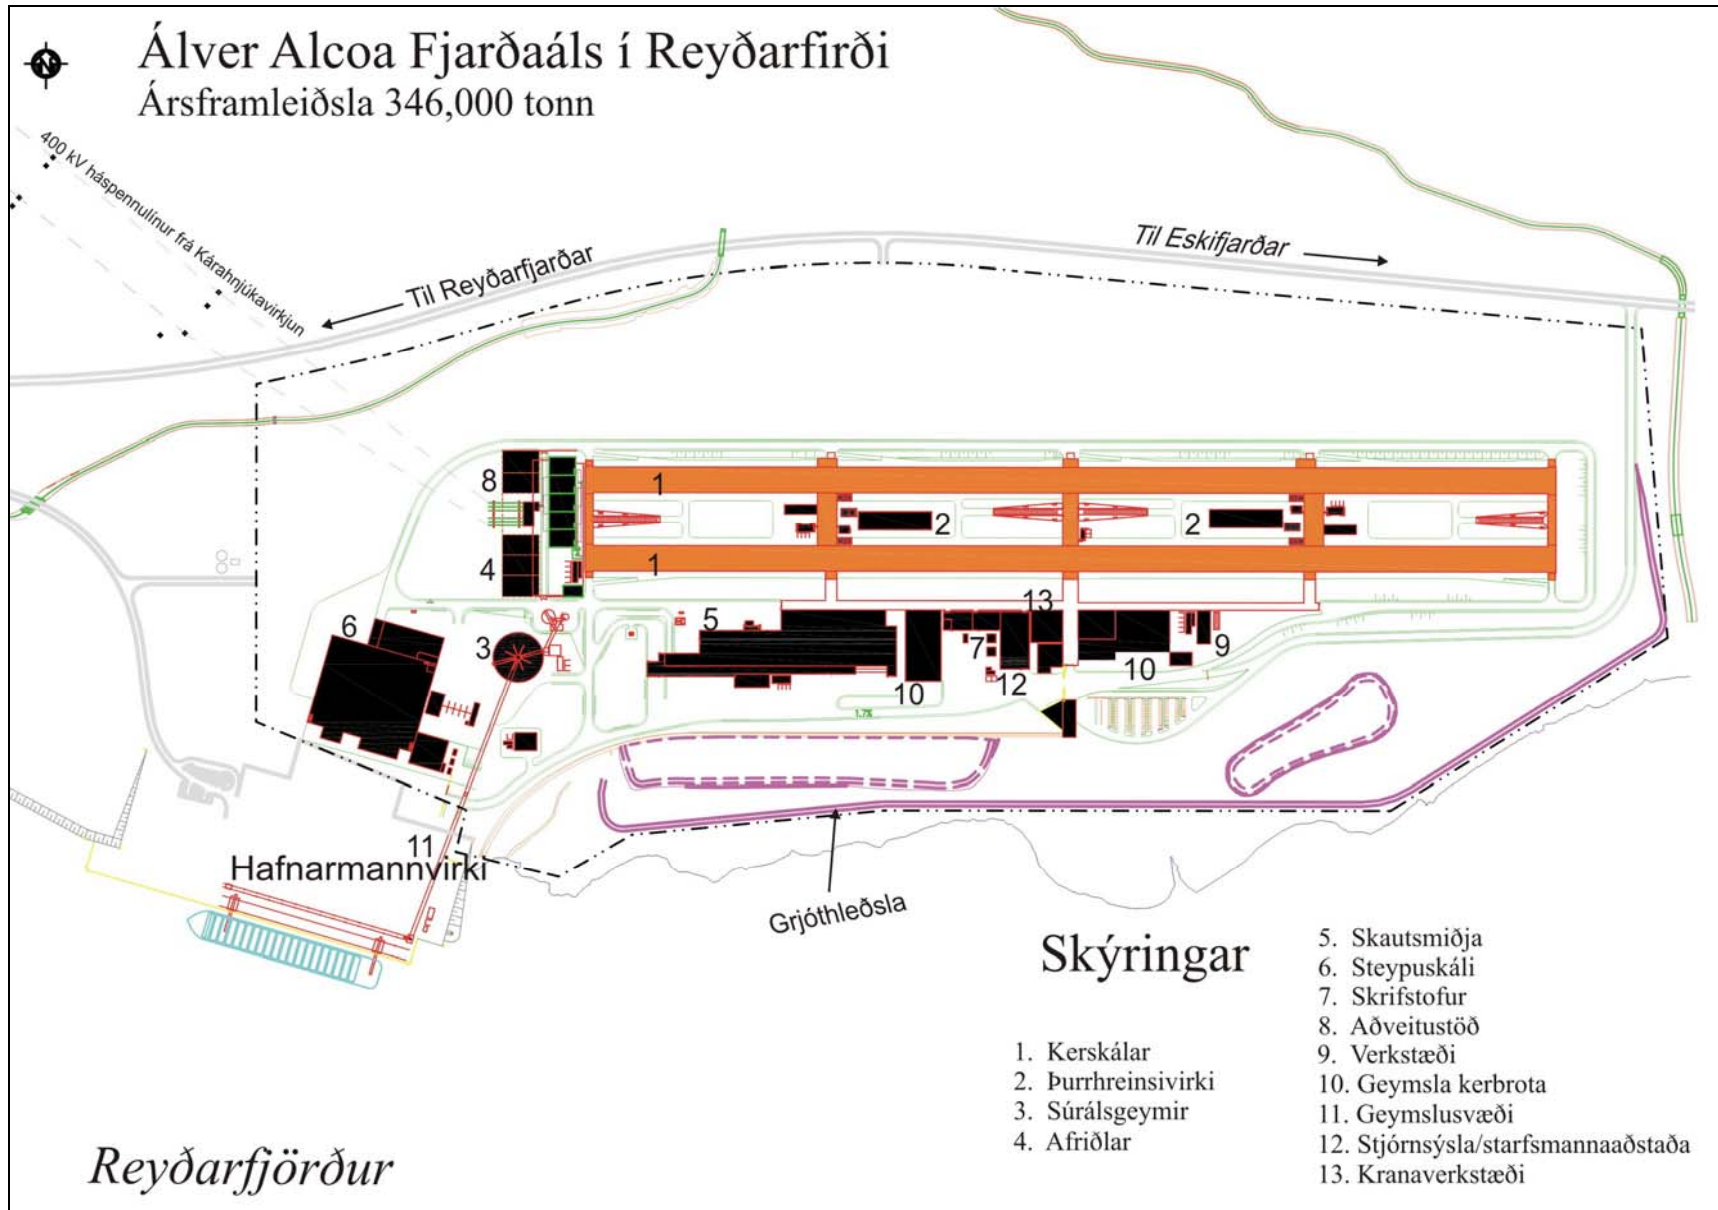 N
Álver Alcoa Fjarðaáls í Reyðarfirði
Ársframleiðsla 346,000 tonn
400 kV háspennulínur frá Kárahnjúkavirkjun
Til Reyðarfjarðar
Til Eskifjarðar
8
1
2
2
4
1
6
3
5
13
7
9
10
12
10
1.7%
11
Hafnarmannvirki
Grjóthleðsla
Skýringar
1. Kerskálar
2. Þurrhreinsivirki
3. Súrálsgeymir
4. Afriðlar
5. Skautsmiðja
6. Steypuskáli
7. Skrifstofur
8. Aðveitustöð
9. Verkstæði
10. Geymsla kerbrota
11. Geymslusvæði
12. Stjórnsýsla/starfsmannaaðstaða
13. Kranaverkstæði
Reyðarfjörður